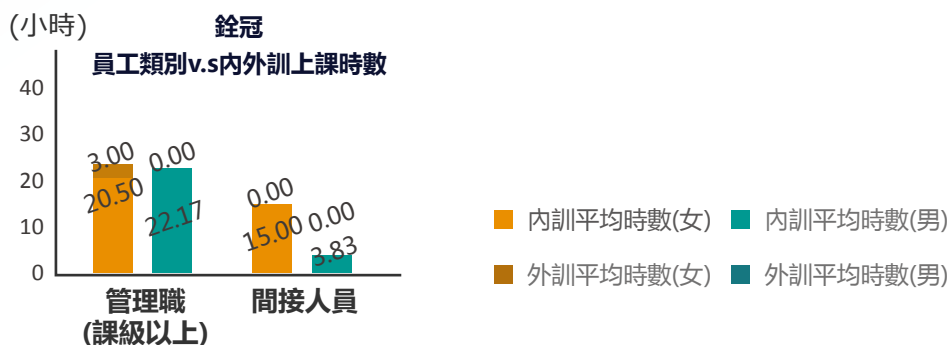 (小時)
銓冠
員工類別v.s內外訓上課時數
40
30
20
10
0
3.00
0.00
20.50
22.17
0.00
15.00
0.00
3.83
管理職
(課級以上)
間接人員
內訓平均時數(女)
內訓平均時數(男)
外訓平均時數(女)
外訓平均時數(男)